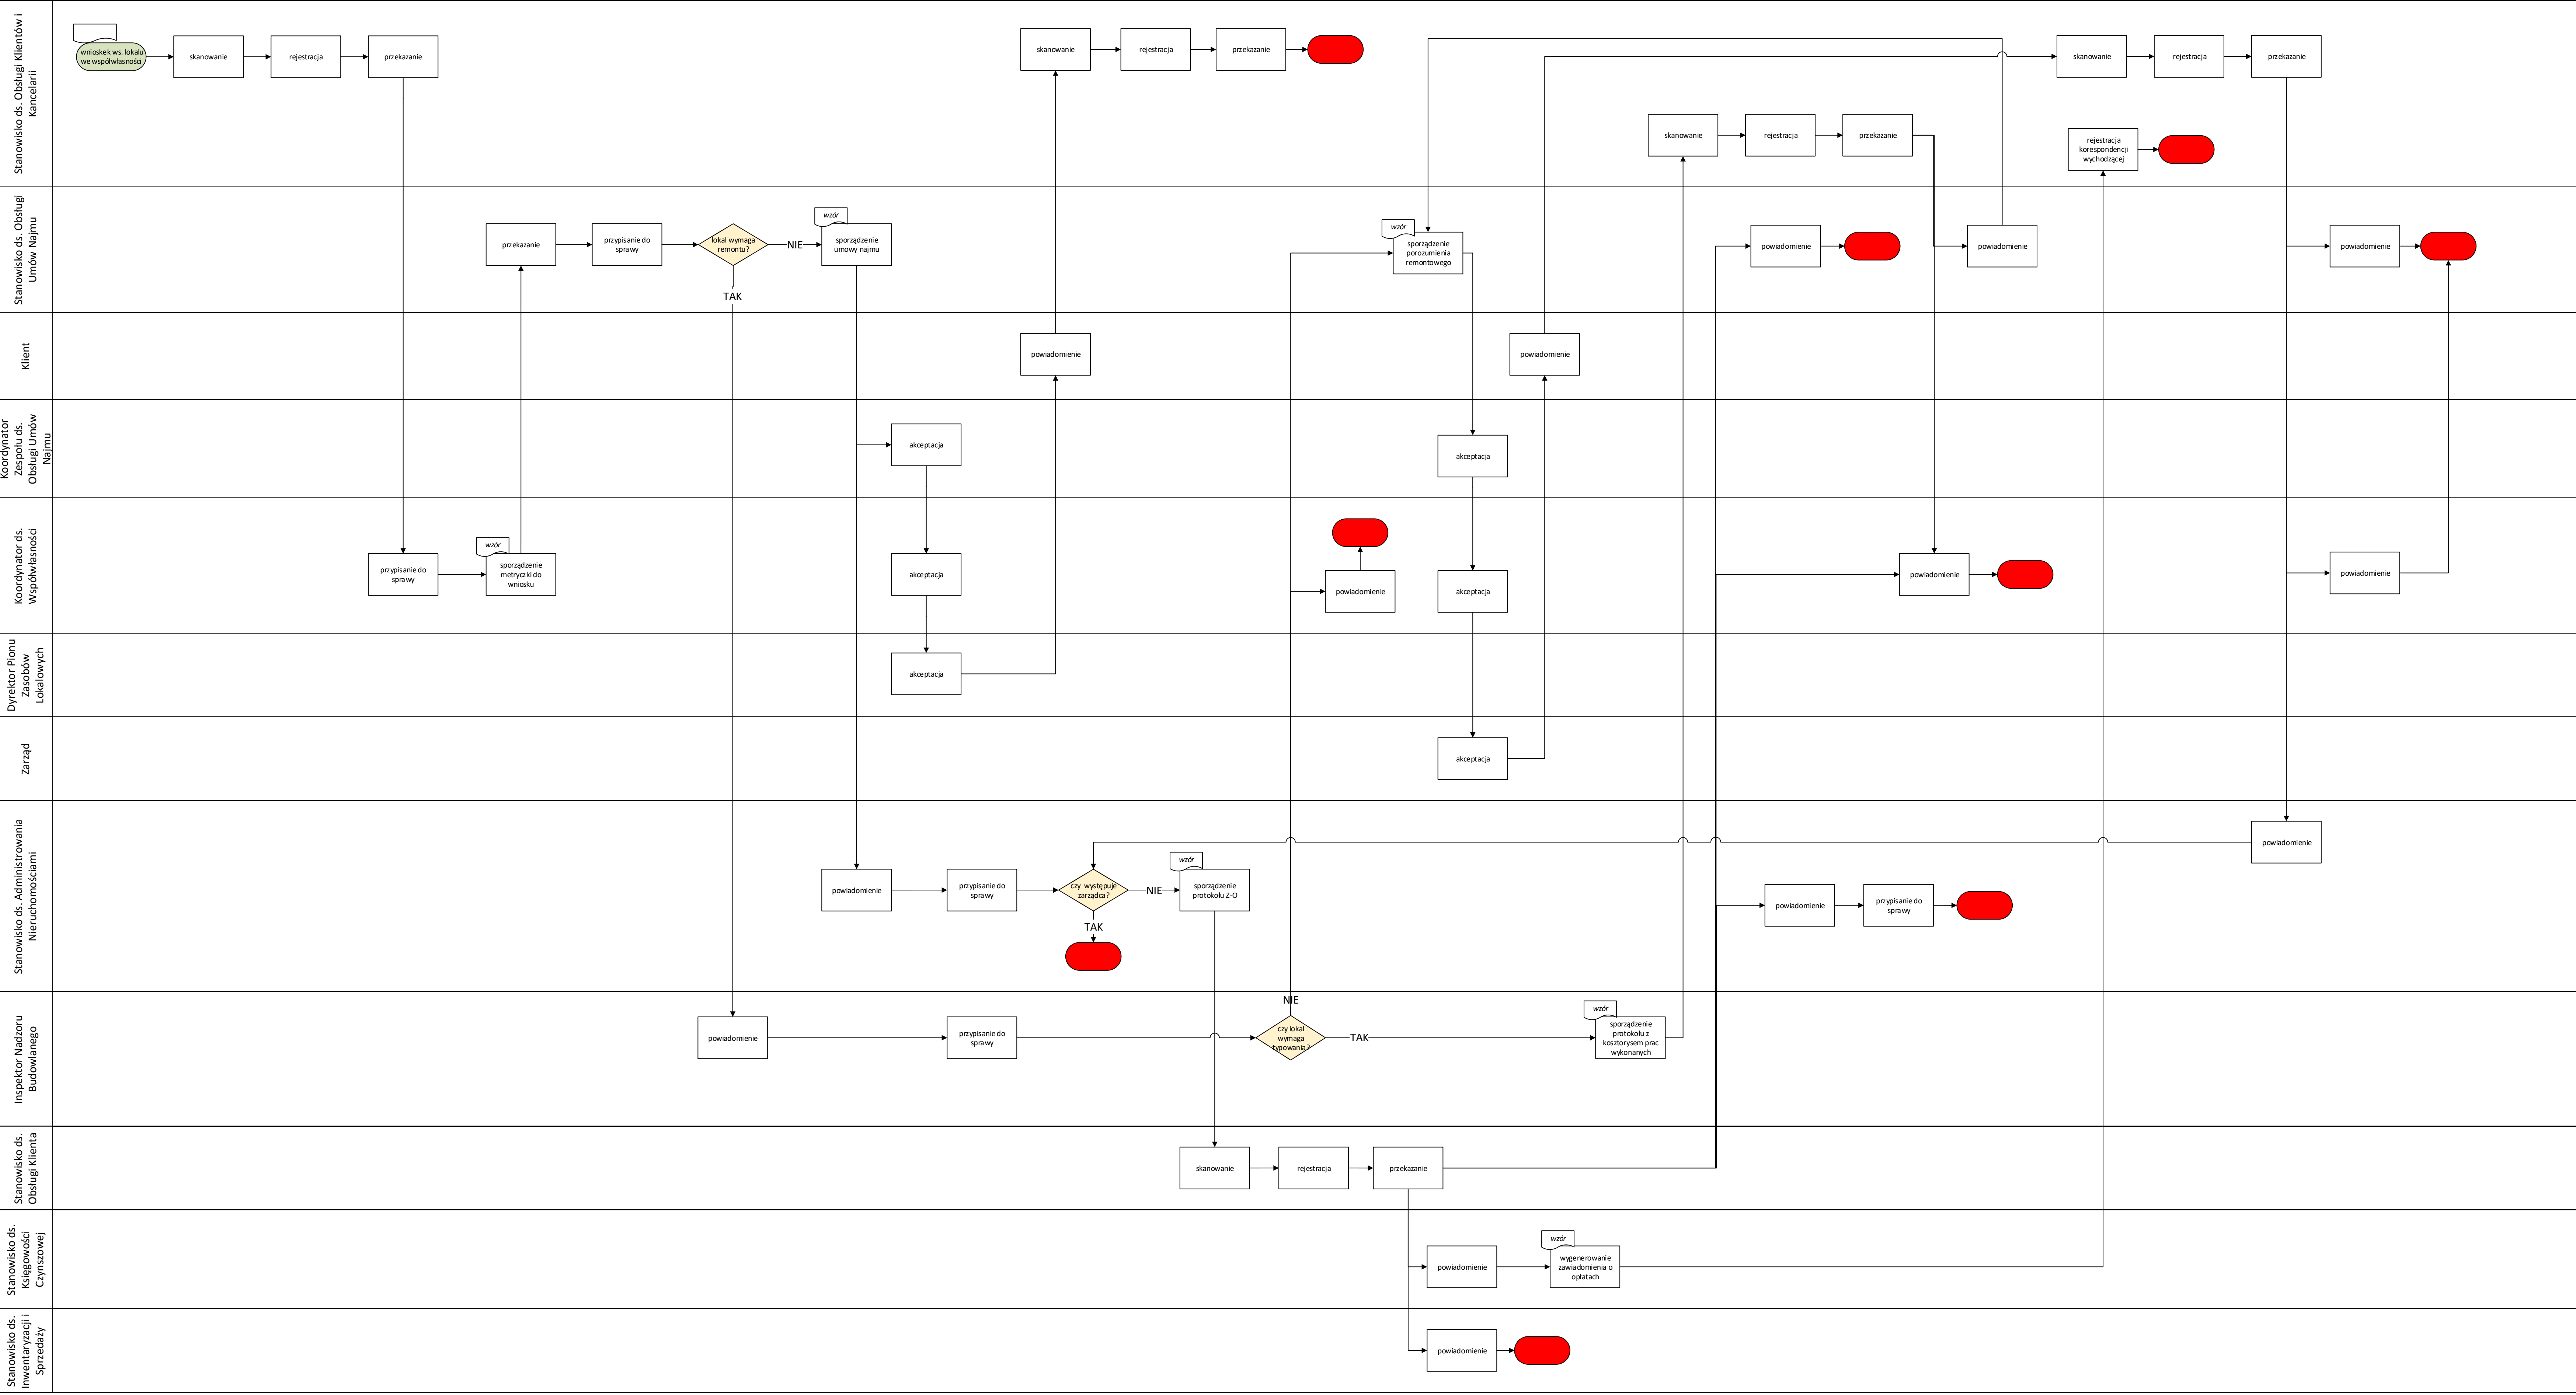 Stanowisko ds. Obsługi Klientów i
Kancelarii
wniosek ws. lokalu
we współwłasności
skanowanie
rejestracja
przekazanie
skanowanie
rejestracja
przekazanie
skanowanie
rejestracja
przekazanie
skanowanie
rejestracja
przekazanie
rejestracja
korespondencji
wychodzącej
Stanowisko ds. Obsługi
Umów Najmu
przekazanie
przypisanie do
sprawy
lokal wymaga
remontu?
NIE
TAK
wzór
sporządzenie
umowy najmu
wzór
sporządzenie
porozumienia
remontowego
powiadomienie
powiadomienie
powiadomienie
Klient
powiadomienie
powiadomienie
Koordynator
Zespołu ds.
Obsługi Umów
Najmu
akceptacja
akceptacja
Koordynator ds.
Współwłasności
przypisanie do
sprawy
wzór
sporządzenie
metryczki do
wniosku
akceptacja
powiadomienie
akceptacja
powiadomienie
powiadomienie
Dyrektor Pionu
Zasobów
Lokalowych
akceptacja
Zarząd
akceptacja
Stanowisko ds. Administrowania
Nieruchomościami
powiadomienie
przypisanie do
sprawy
czy występuje
zarządca?
NIE
TAK
wzór
sporządzenie
protokołu Z-O
powiadomienie
przypisanie do
sprawy
powiadomienie
Inspektor Nadzoru
Budowlanego
powiadomienie
przypisanie do
sprawy
NIE
czy lokal
wymaga
typowania?
TAK
wzór
sporządzenie
protokołu z
kosztorysem prac
wykonanych
Stanowisko ds.
Obsługi Klienta
skanowanie
rejestracja
przekazanie
Stanowisko ds.
Księgowości
Czynszowej
powiadomienie
wzór
wygenerowanie
zawiadomienia o
opłatach
Stanowisko ds.
Inwentaryzacji i
Sprzedaży
powiadomienie